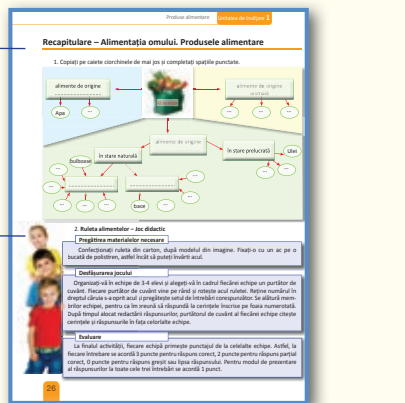 Produse alimentare Unitatea de învățare 1
Recapitulare – Alimentația omului. Produsele alimentare
1. Copiați pe caiete ciorchinele de mai jos și completați spațiile punctate.
alimente de origine
alimente de origine
animală
Apa
alimente de origine
în stare naturală
în stare prelucrată
Ulei
bulboase
bace
2. Ruleta alimentelor – Joc didactic
Pregătirea materialelor necesare
Confecționați ruleta din carton, după modelul din imagine. Fixați-o cu un ac pe o
bucată de polistiren, astfel încât să puteți învârti acul.
Desfășurarea jocului
Organizați-vă în echipe de 3-4 elevi și alegeți-vă în cadrul fiecărei echipe un purtător de
cuvânt. Fiecare purtător de cuvânt vine pe rând și rotește acul ruletei. Reține numărul în
dreptul căruia s-a oprit acul și pregătește setul de întrebări corespunzător. Se alătură mem-
brilor echipei, pentru ca împreună să răspundă la cerințele înscrise pe foaia numerotată.
După timpul alocat redactării răspunsurilor, purtătorul de cuvânt al fiecărei echipe citește
cerințele și răspunsurile în fața celorlalte echipe.
Evaluare
La finalul activității, fiecare echipă primește punctajul de la celelalte echipe. Astfel, la
fiecare întrebare se acordă 3 puncte pentru răspuns corect, 2 puncte pentru răspuns parțial
corect, 0 puncte pentru răspuns greșit sau lipsa răspunsului. Pentru modul de prezentare
al răspunsurilor la toate cele trei întrebări se acordă 1 punct.
26